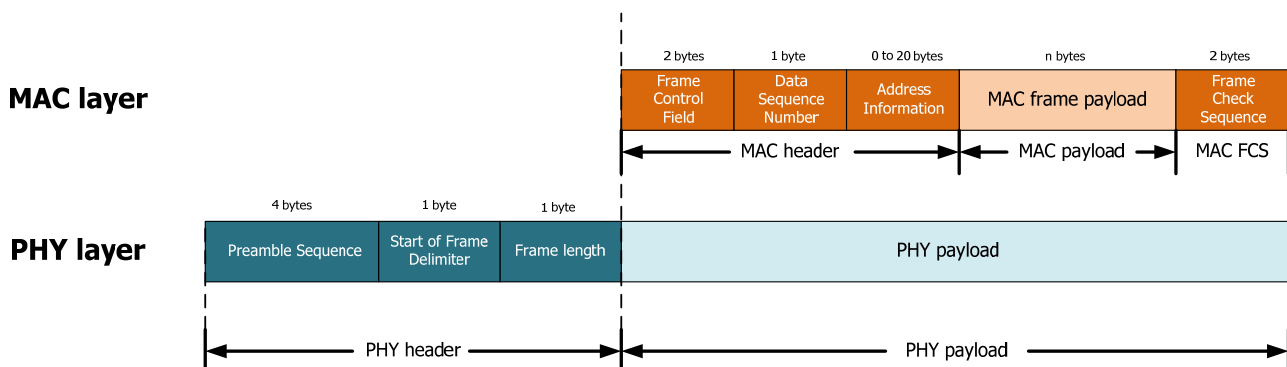 2 bytes
1 byte
0 to 20 bytes
n bytes
2 bytes
MAC layer
Frame
Control
Field
Data
Sequence
Number
Address
Information
MAC frame payload
Frame
Check
Sequence
MAC header
MAC payload
MAC FCS
4 bytes
1 byte
1 byte
PHY layer
Preamble Sequence
Start of Frame
Delimiter
Frame length
PHY payload
PHY header
PHY payload